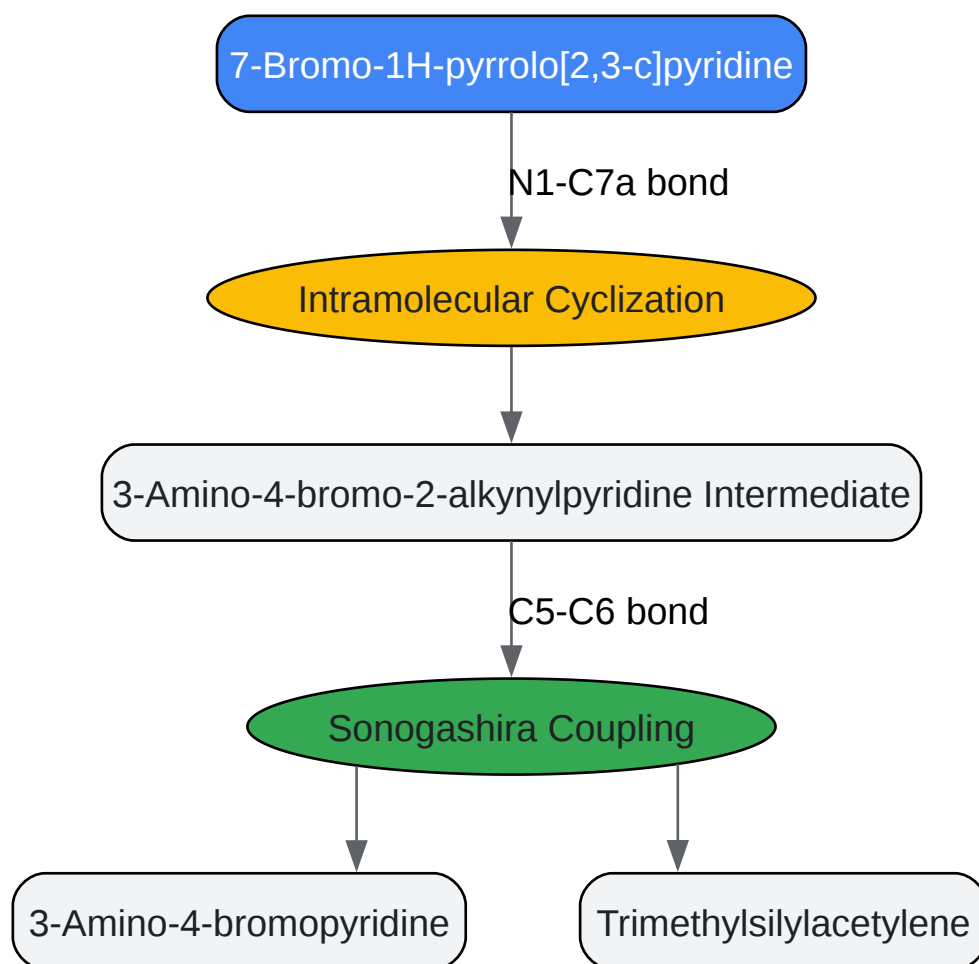 7-Bromo-1H-pyrrolo[2,3-c]pyridine
N1-C7a bond
Intramolecular Cyclization
3-Amino-4-bromo-2-alkynylpyridine Intermediate
C5-C6 bond
Sonogashira Coupling
3-Amino-4-bromopyridine
Trimethylsilylacetylene